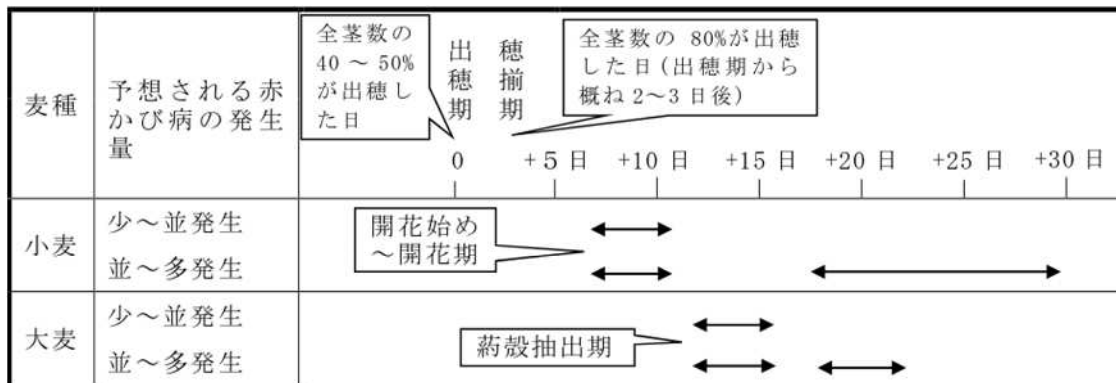 麦種
予想される赤
かび病の発生
量
全茎数の
40 ~ 50%
が出穂し
た日
出穂期
穂揃期
全茎数の 80%が出穂
した日(出穂期から
概ね 2~3 日後)
0 +5 日 +10 日 +15 日 +20 日 +25 日 +30 日
小麦
少~並発生
並~多発生
開花始め
~開花期
大麦
少~並発生
並~多発生
葯殻抽出期